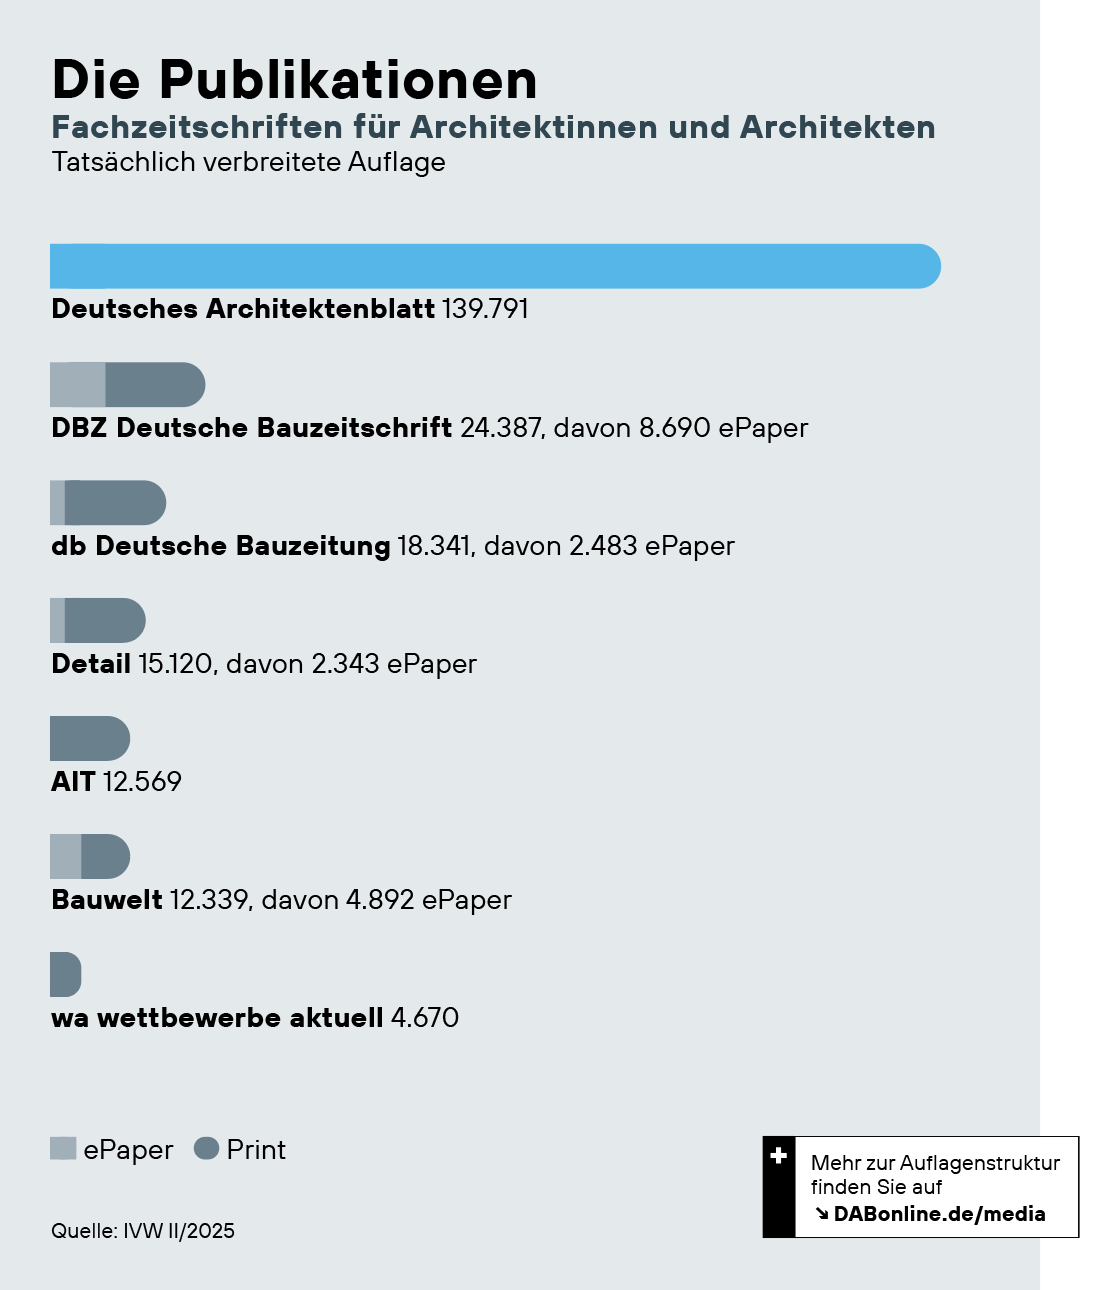 Die Publikationen
Fachzeitschriften für Architektinnen und Architekten
Tatsächlich verbreitete Auflage
Deutsches Architektenblatt 139.791
DBZ Deutsche Bauzeitschrift 24.387, davon 8.690 ePaper
db Deutsche Bauzeitung 18.341, davon 2.483 ePaper
Detail 15.120, davon 2.343 ePaper
AIT 12.569
Bauwelt 12.339, davon 4.892 ePaper
wa wettbewerbe aktuell 4.670
ePaper Print
Mehr zur Auflagenstruktur
finden Sie auf
↘ DABonline.de/media
Quelle: IVW II/2025